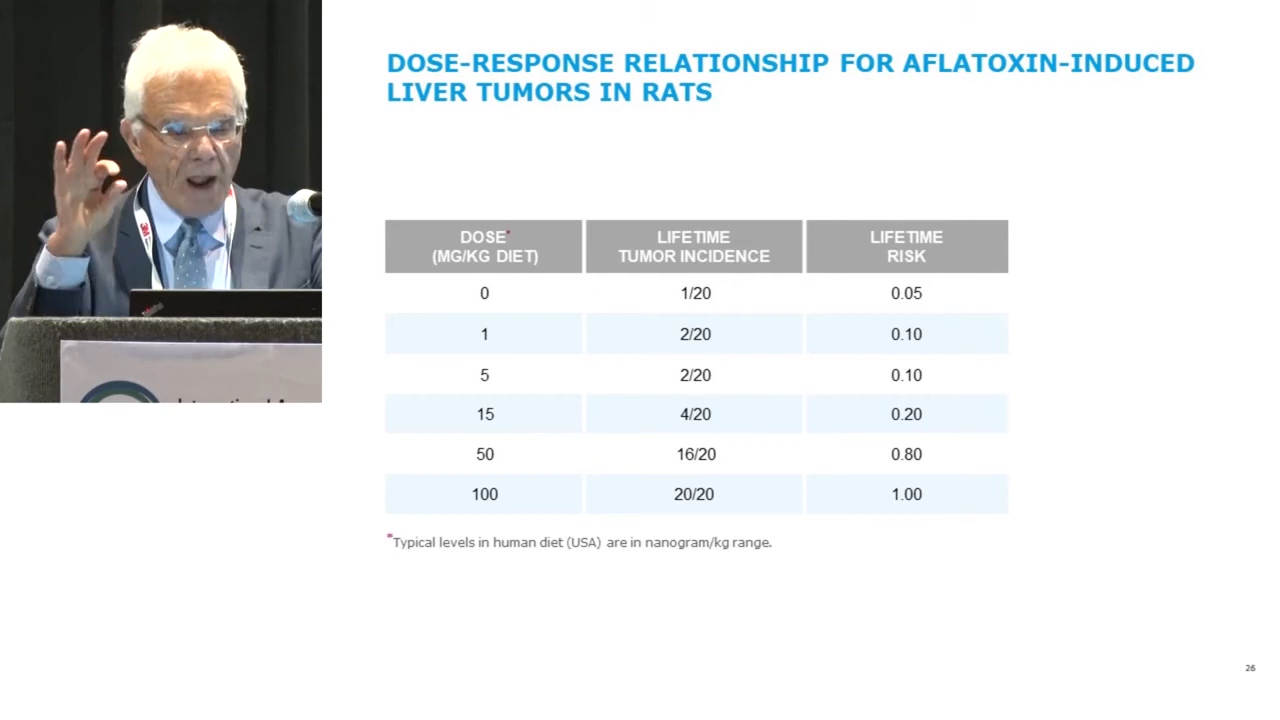 DOSE-RESPONSE RELATIONSHIP FOR AFLATOXIN-INDUCED
LIVER TUMORS IN RATS
DOSE* LIFETIME LIFETIME
(MG/KG DIET) TUMOR INCIDENCE RISK
0 1/20 0.05
1 2/20 0.10
5 2/20 0.10
15 4/20 0.20
50 16/20 0.80
100 20/20 1.00
*Typical levels in human diet (USA) are in nanogram/kg range.
26
3M
ThinkPad